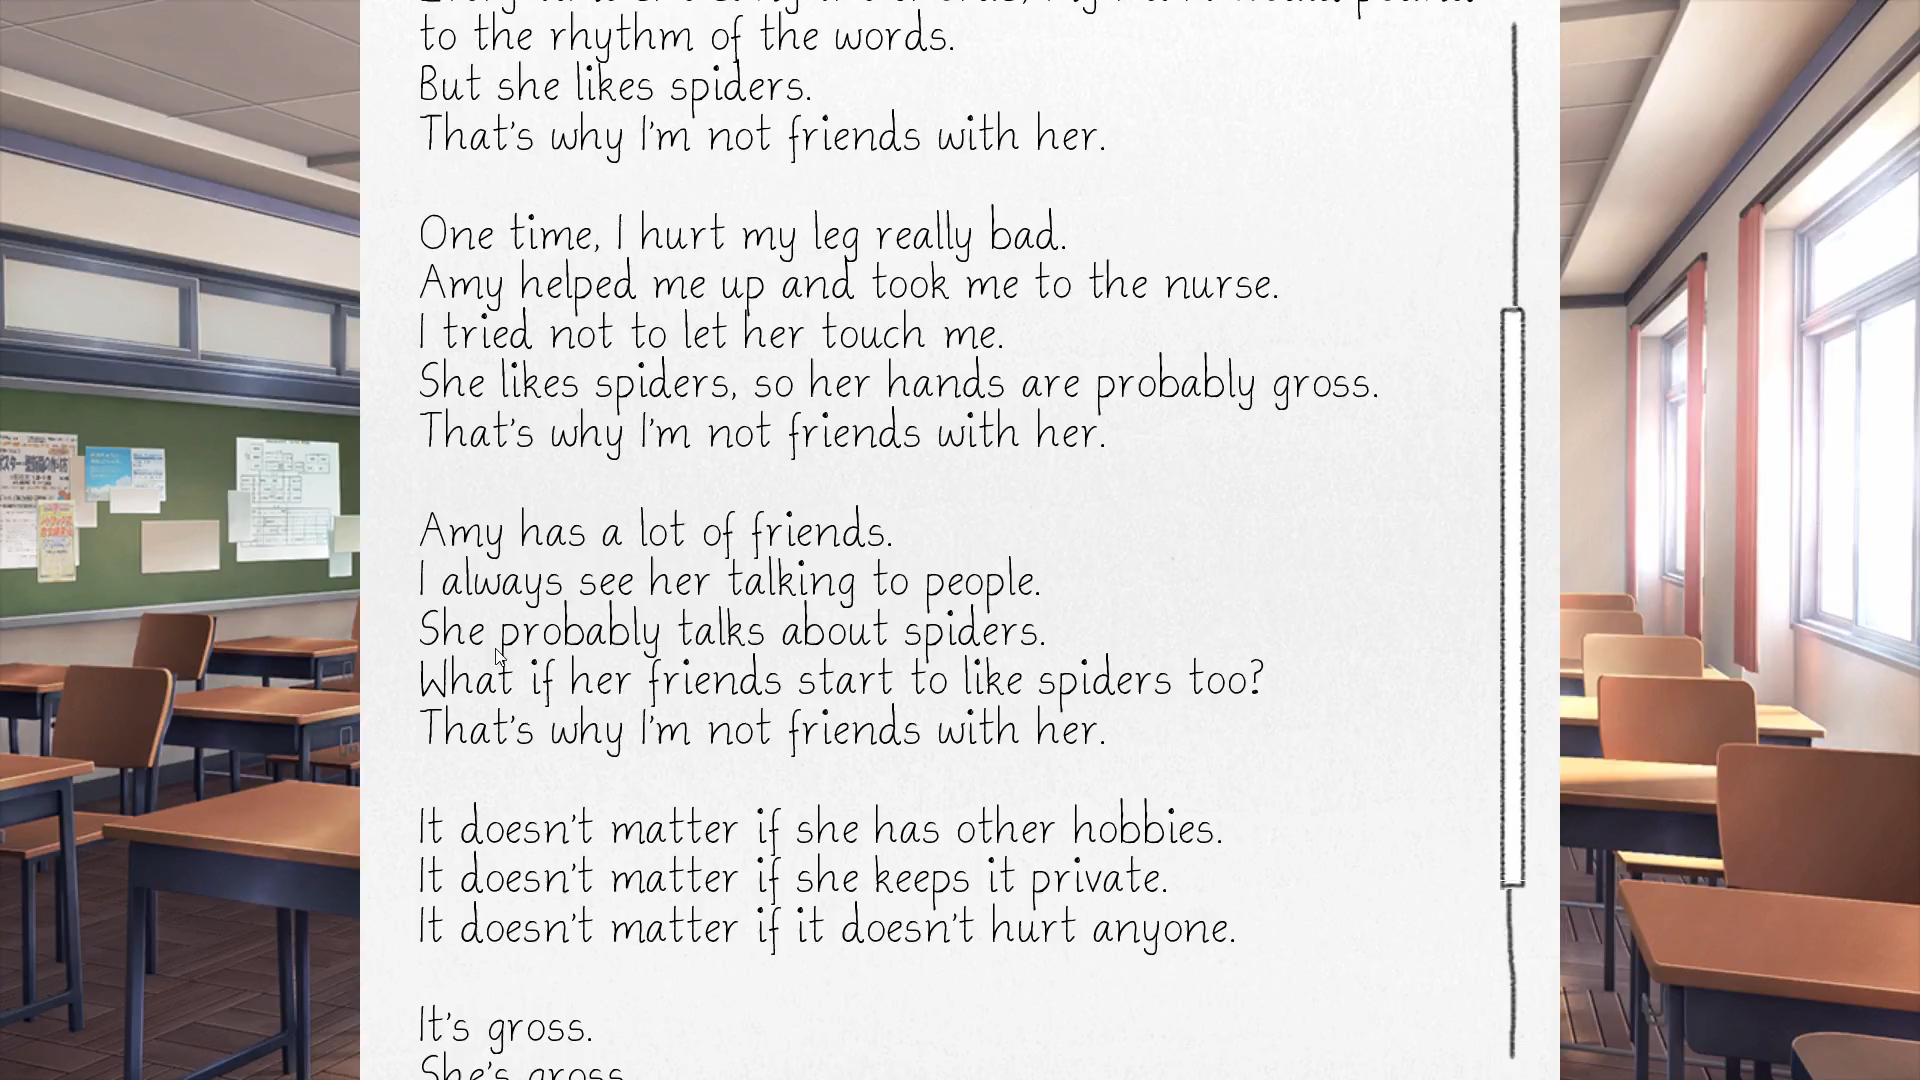 to the rhythm of the words.
But she likes spiders.
That's why I'm not friends with her.
One time, I hurt my leg really bad.
Amy helped me up and took me to the nurse.
I tried not to let her touch me.
She likes spiders, so her hands are probably gross.
That's why I'm not friends with her.
Amy has a lot of friends.
I always see her talking to people.
She probably talks about spiders.
What if her friends start to like spiders too?
That's why I'm not friends with her.
It doesn't matter if she has other hobbies.
It doesn't matter if she keeps it private.
It doesn't matter if it doesn't hurt anyone.
It's gross.
She's gross